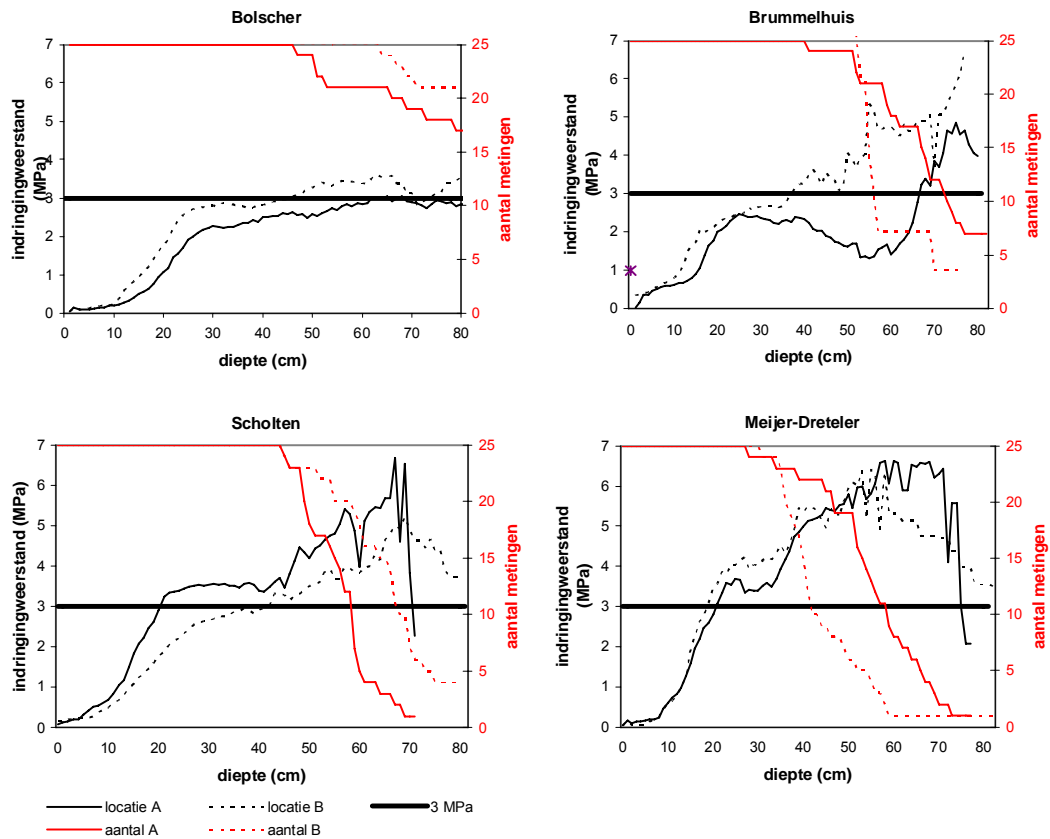 Bolscher
7
6
5
4
3
2
1
0
indringingweerstand
(MPa)
25
20
15
10
5
0
aantal metingen
0 10 20 30 40 50 60 70 80
diepte (cm)
Brummelhuis
7
6
5
4
3
2
1
0
indringingweerstand
(MPa)
25
20
15
10
5
0
aantal metingen
0 10 20 30 40 50 60 70 80
diepte (cm)
Scholten
7
6
5
4
3
2
1
0
indringingweerstand (MPa)
25
20
15
10
5
0
aantal metingen
0 10 20 30 40 50 60 70 80
diepte (cm)
Meijer-Dreteler
7
6
5
4
3
2
1
0
indringingweerstand
(MPa)
25
20
15
10
5
0
aantal metingen
0 10 20 30 40 50 60 70 80
diepte (cm)
locatie A locatie B 3 MPa
aantal A aantal B